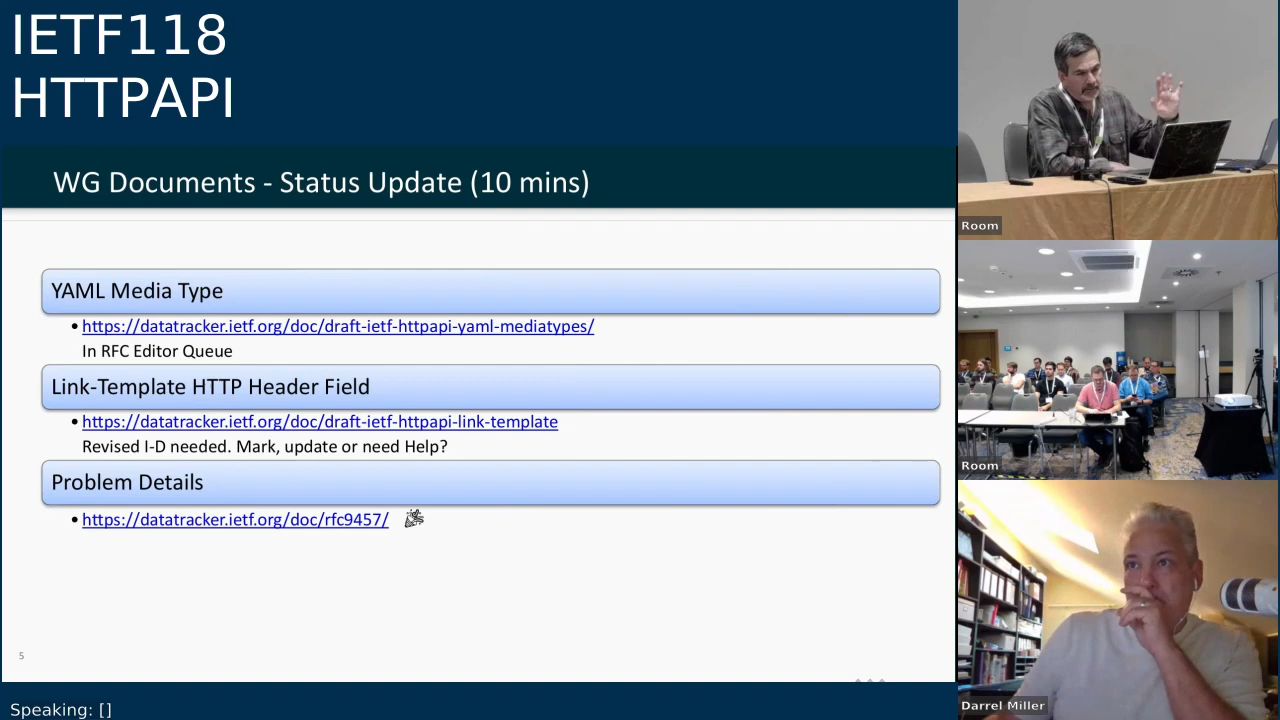 IETF118
HTTPAPI
WG Documents - Status Update (10 mins)
YAML Media Type
• https://datatracker.ietf.org/doc/draft-ietf-httpapi-yaml-mediatypes/
In RFC Editor Queue
Link-Template HTTP Header Field
• https://datatracker.ietf.org/doc/draft-ietf-httpapi-link-template
Revised I-D needed. Mark, update or need Help?
Problem Details
• https://datatracker.ietf.org/doc/rfc9457/
5
Speaking: []
Room
Room
Darrel Miller